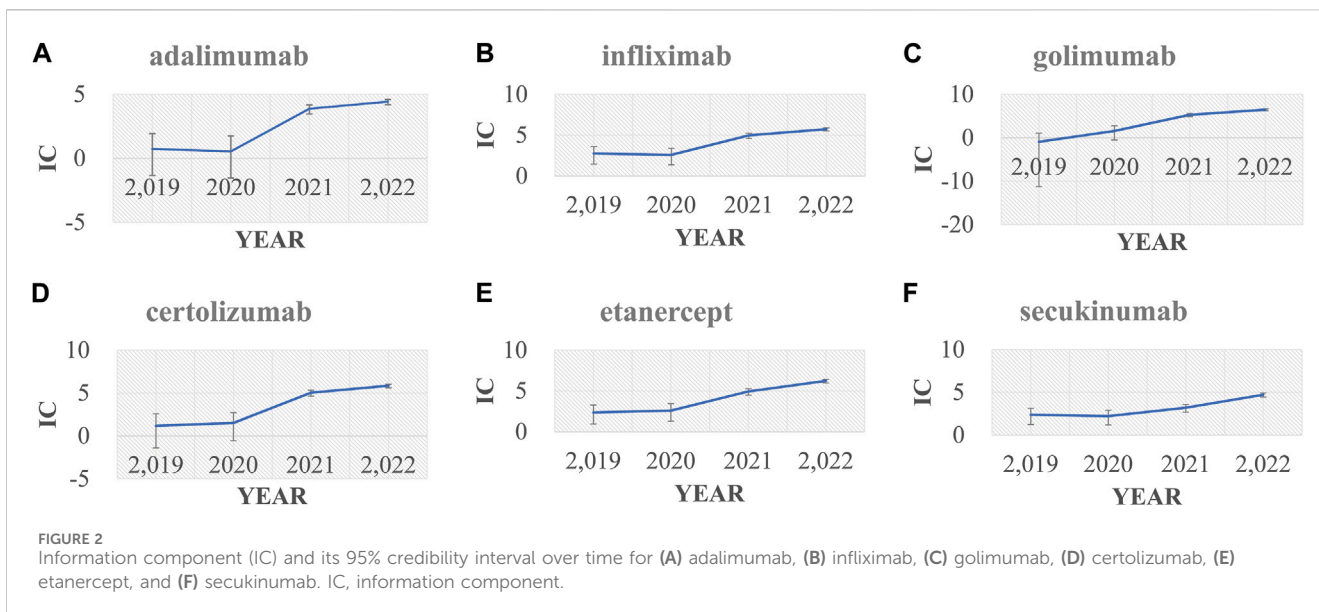 A
adalimumab
5
0
-5
IC
2,019 2020 2021 2,022
YEAR
B
infliximab
10
5
0
IC
2,019 2020 2021 2,022
YEAR
C
golimumab
10
0
-10
-20
IC
2,019 2020 2021 2,022
YEAR
D
certolizumab
10
5
0
-5
IC
2,019 2020 2021 2,022
YEAR
E
etanercept
10
5
0
IC
2,019 2020 2021 2,022
YEAR
F
secukinumab
10
5
0
IC
2,019 2020 2021 2,022
YEAR
FIGURE 2
Information component (IC) and its 95% credibility interval over time for (A) adalimumab, (B) infliximab, (C) golimumab, (D) certolizumab, (E)
etanercept, and (F) secukinumab. IC, information component.